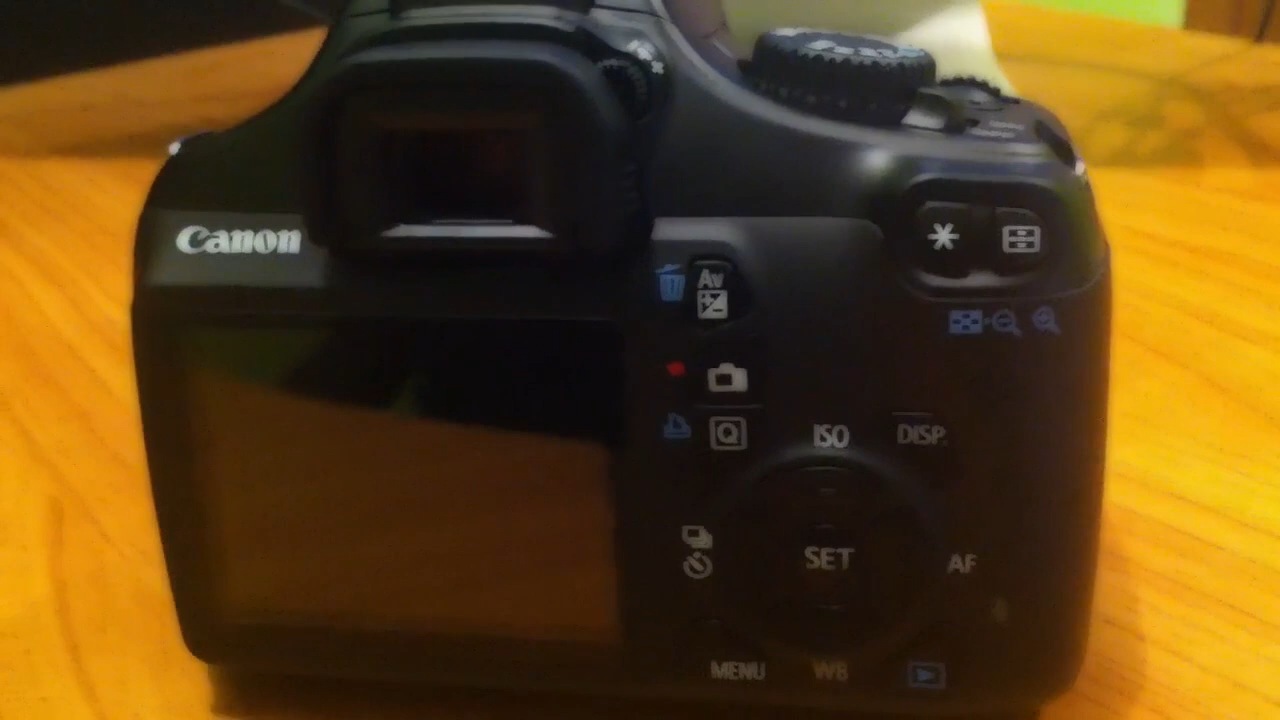 Canon
Av
Q
ISO
DISP.
SET
AF
MENU
WB